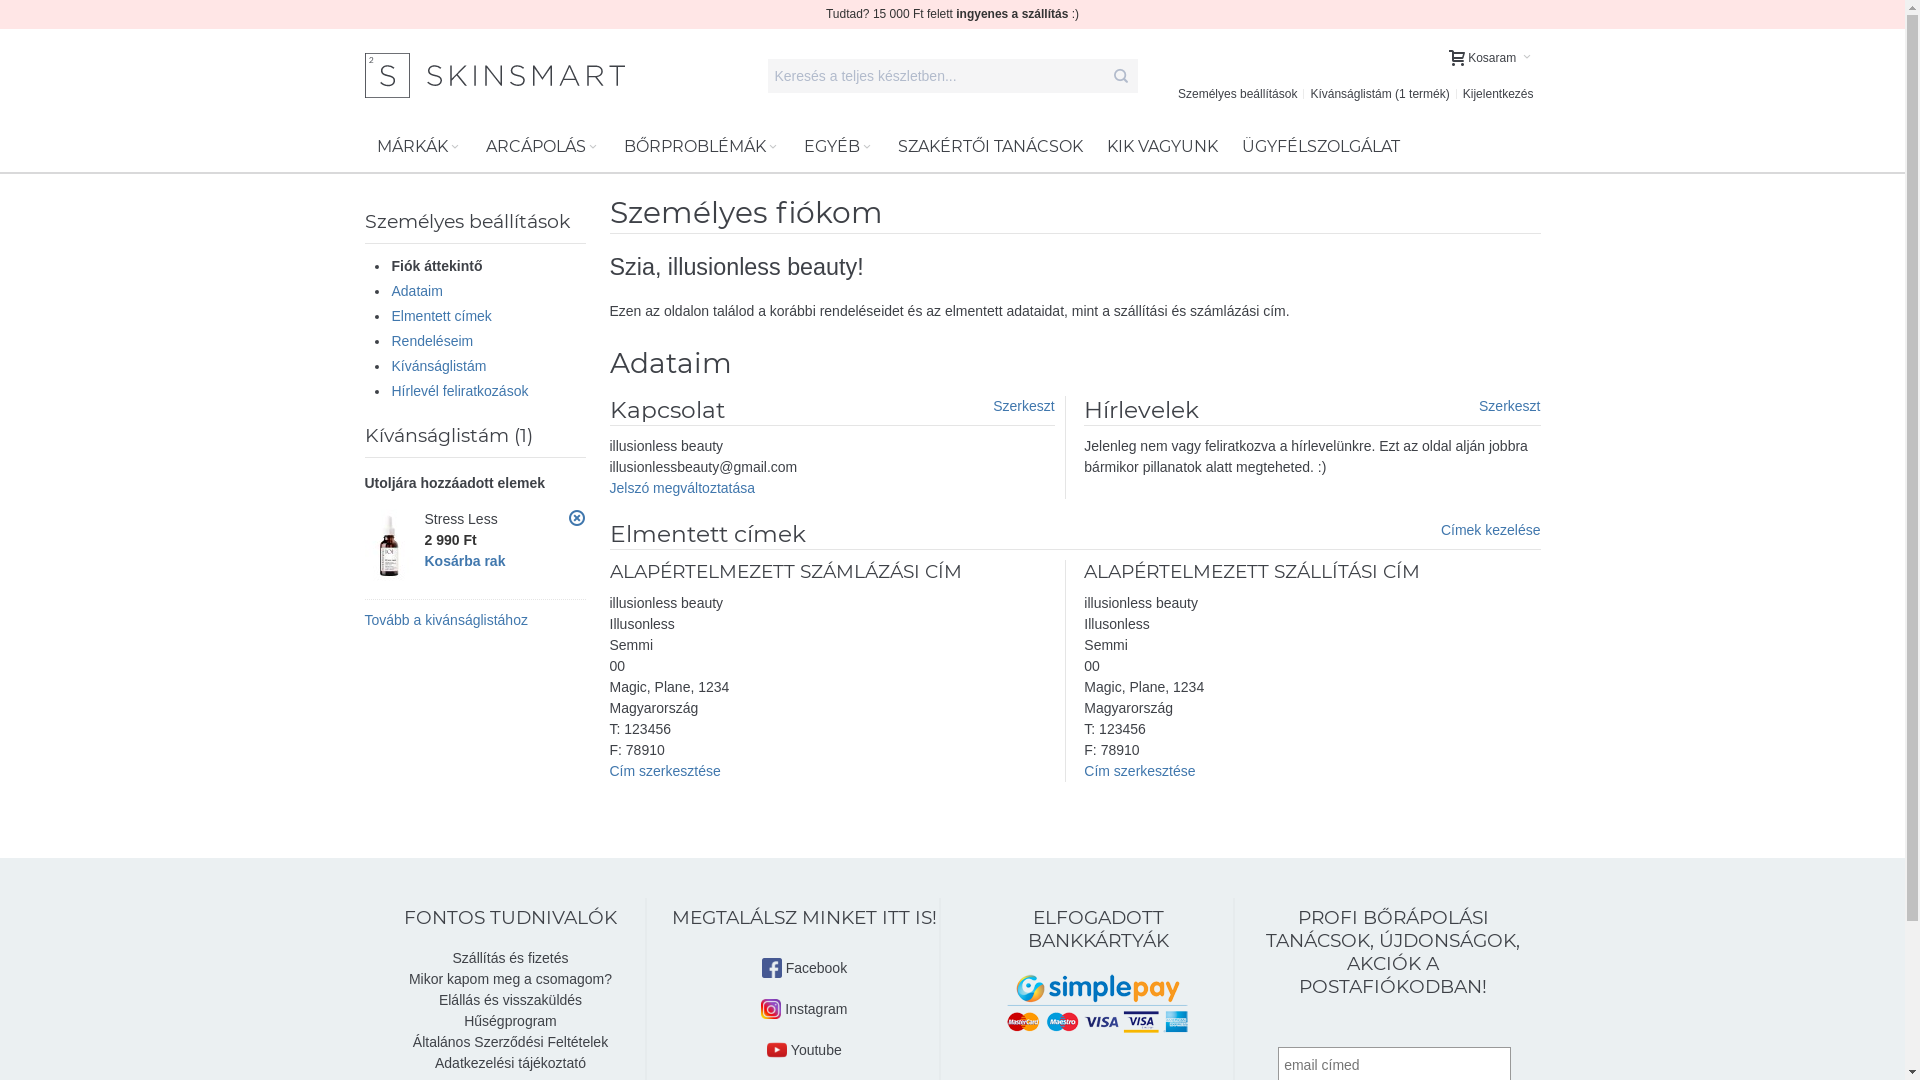 Tudtad? 15 000 Ft felett ingyenes a szállítás :)
2S SKINSMART
Keresés a teljes készletben...
Kosaram
Személyes beállítások
Kívánságlistám (1 termék)
Kijelentkezés
MÁRKÁK
ARCÁPOLÁS
BŐRPROBLÉMÁK
EGYÉB
SZAKÉRTŐI TANÁCSOK
KIK VAGYUNK
ÜGYFÉLSZOLGÁLAT
Személyes beállítások
Fiók áttekintő
Adataim
Elmentett címek
Rendeléseim
Kívánságlistám
Hírlevél feliratkozások
Kívánságlistám (1)
Utoljára hozzáadott elemek
Stress Less
2 990 Ft
Kosárba rak
Tovább a kivánságlistához
Személyes fiókom
Szia, illusionless beauty!
Ezen az oldalon találod a korábbi rendeléseidet és az elmentett adataidat, mint a szállítási és számlázási cím.
Adataim
Kapcsolat
Szerkeszt
illusionless beauty
illusionlessbeauty@gmail.com
Jelszó megváltoztatása
Hírlevelek
Szerkeszt
Jelenleg nem vagy feliratkozva a hírlevelünkre. Ezt az oldal alján jobbra
bármikor pillanatok alatt megteheted. :)
Elmentett címek
Címek kezelése
ALAPÉRTELMEZETT SZÁMLÁZÁSI CÍM
illusionless beauty
Illusonless
Semmi
00
Magic, Plane, 1234
Magyarország
T: 123456
F: 78910
Cím szerkesztése
ALAPÉRTELMEZETT SZÁLLÍTÁSI CÍM
illusionless beauty
Illusonless
Semmi
00
Magic, Plane, 1234
Magyarország
T: 123456
F: 78910
Cím szerkesztése
FONTOS TUDNIVALÓK
Szállítás és fizetés
Mikor kapom meg a csomagom?
Elállás és visszaküldés
Hűségprogram
Általános Szerződési Feltételek
Adatkezelési tájékoztató
MEGTALÁLSZ MINKET ITT IS!
Facebook
Instagram
Youtube
ELFOGADOTT
BANKKÁRTYÁK
simplepay
MasterCard
Maestro
VISA
VISA
PROFI BŐRÁPOLÁSI
TANÁCSOK, ÚJDONSÁGOK,
AKCIÓK A
POSTAFIÓKODBAN!
email címed